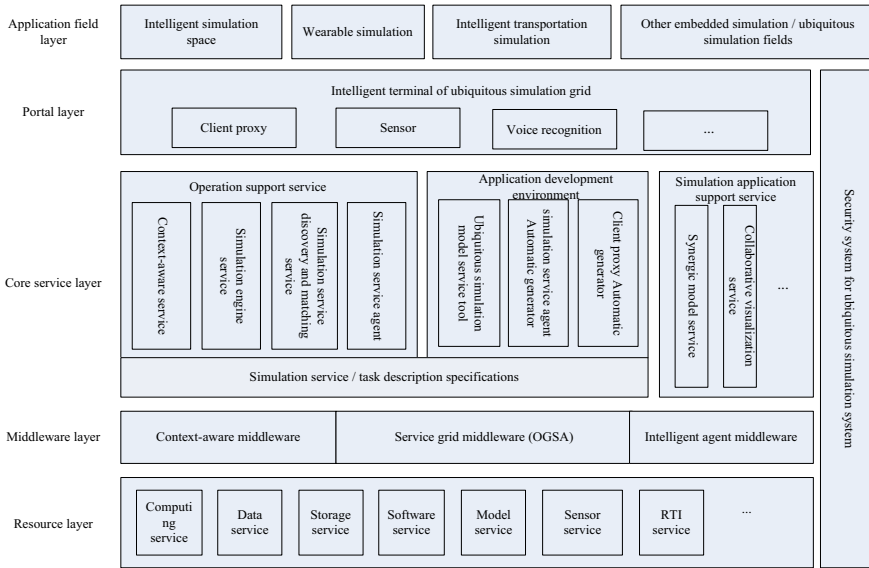 Application field
layer
Intelligent simulation
space
Wearable simulation
Intelligent transportation
simulation
Other embedded simulation / ubiquitous
simulation fields
Portal layer
Intelligent terminal of ubiquitous simulation grid
Client proxy
Sensor
Voice recognition
...
Core service layer
Operation support service
Context-aware service
Simulation engine
service
Simulation service
discovery and matching
service
Simulation service agent
Application development
environment
Ubiquitous simulation
model service tool
simulation service agent
Automatic generator
Client proxy Automatic
generator
Simulation service / task description specifications
Simulation application
support service
Synergic model service
Collaborative visualization
service
...
Middleware layer
Context-aware middleware
Service grid middleware (OGSA)
Intelligent agent middleware
Resource layer
Computi
ng
service
Data
service
Storage
service
Software
service
Model
service
Sensor
service
RTI
service
...
Security system for ubiquitous simulation system